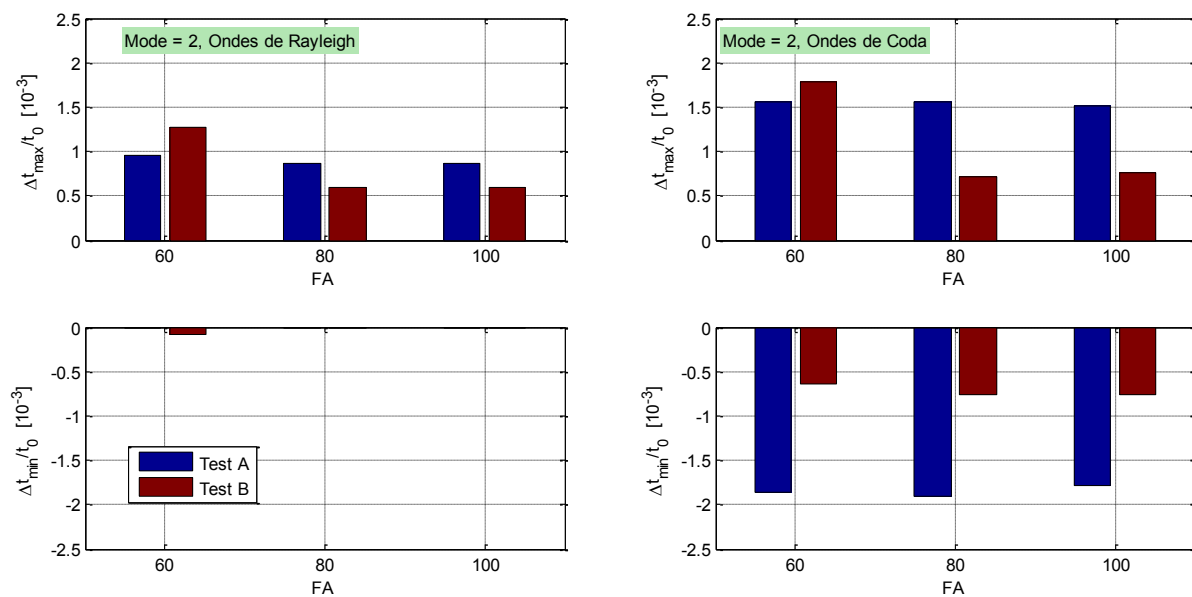 Mode = 2, Ondes de Rayleigh
2.5
2
1.5
1
0.5
0
Δt_max/t_0 [10^-3]
60 80 100
FA
Mode = 2, Ondes de Coda
2.5
2
1.5
1
0.5
0
Δt_max/t_0 [10^-3]
60 80 100
FA
0
-0.5
-1
-1.5
-2
-2.5
Δt_min/t_0 [10^-3]
Test A
Test B
60 80 100
FA
0
-0.5
-1
-1.5
-2
-2.5
Δt_min/t_0 [10^-3]
60 80 100
FA